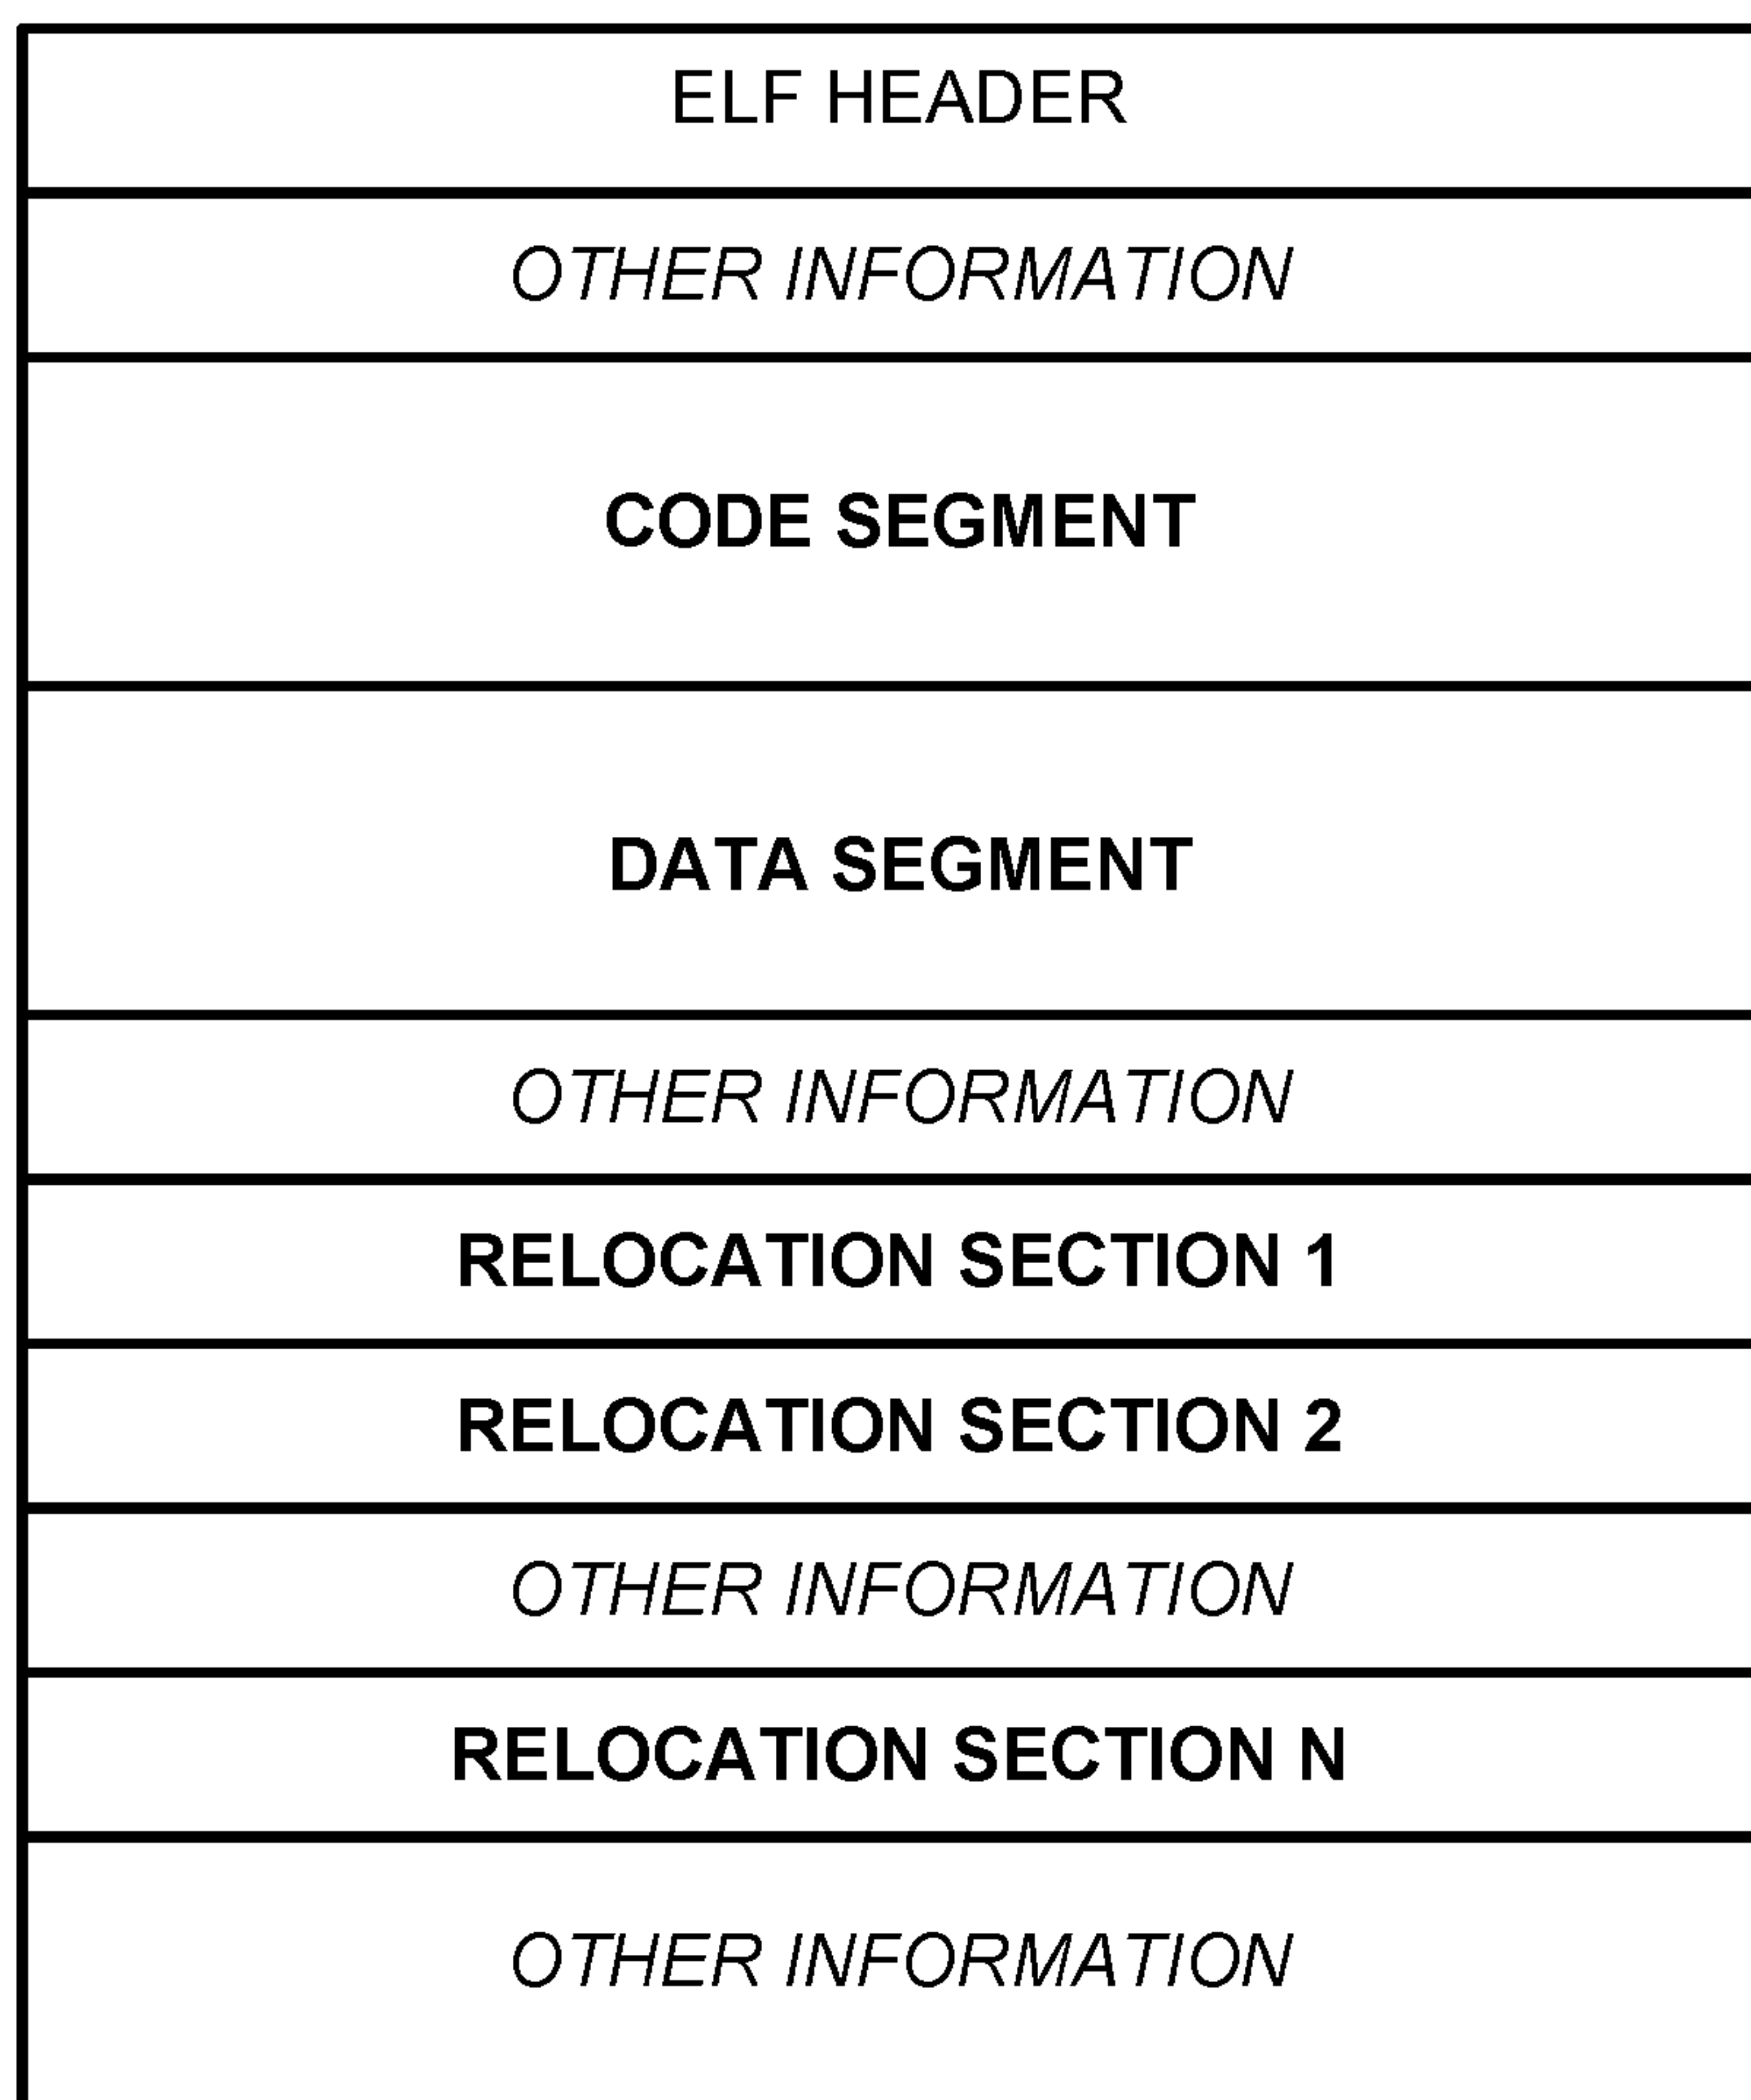 ELF HEADER
OTHER INFORMATION
CODE SEGMENT
DATA SEGMENT
OTHER INFORMATION
RELOCATION SECTION 1
RELOCATION SECTION 2
OTHER INFORMATION
RELOCATION SECTION N
OTHER INFORMATION